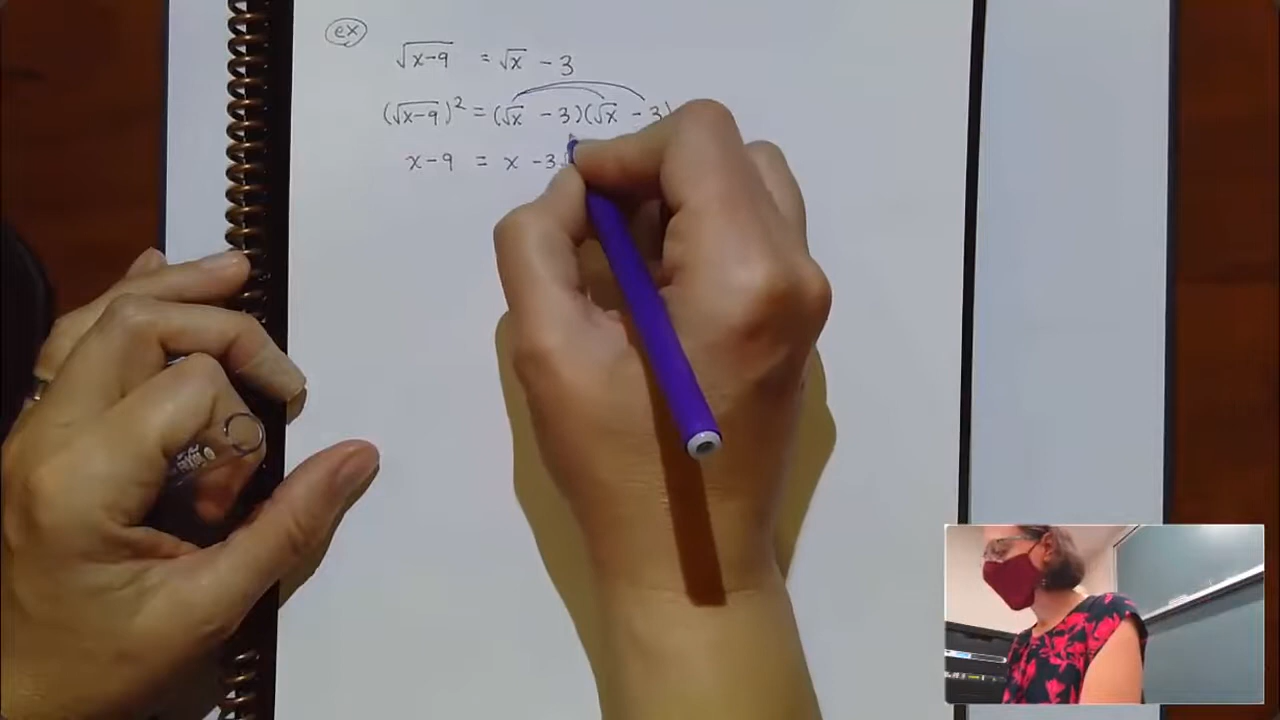 ex
√x-9 = √x - 3
(√x-9)² = (√x - 3)(√x - 3)
x-9 = x -3